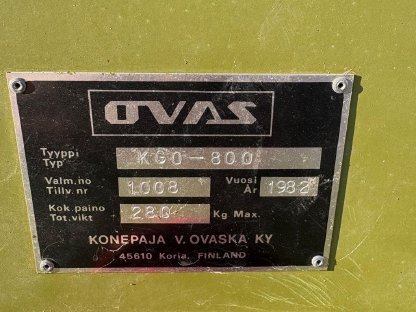 OVAS
Tyyppi
Typ KGO-800
Valm.no Vuosi
Tillv.nr 1008 År 1982
Kok.paino
Tot.vikt 280 Kg Max.
KONEPAJA V. OVASKA KY
45610 Koria, FINLAND